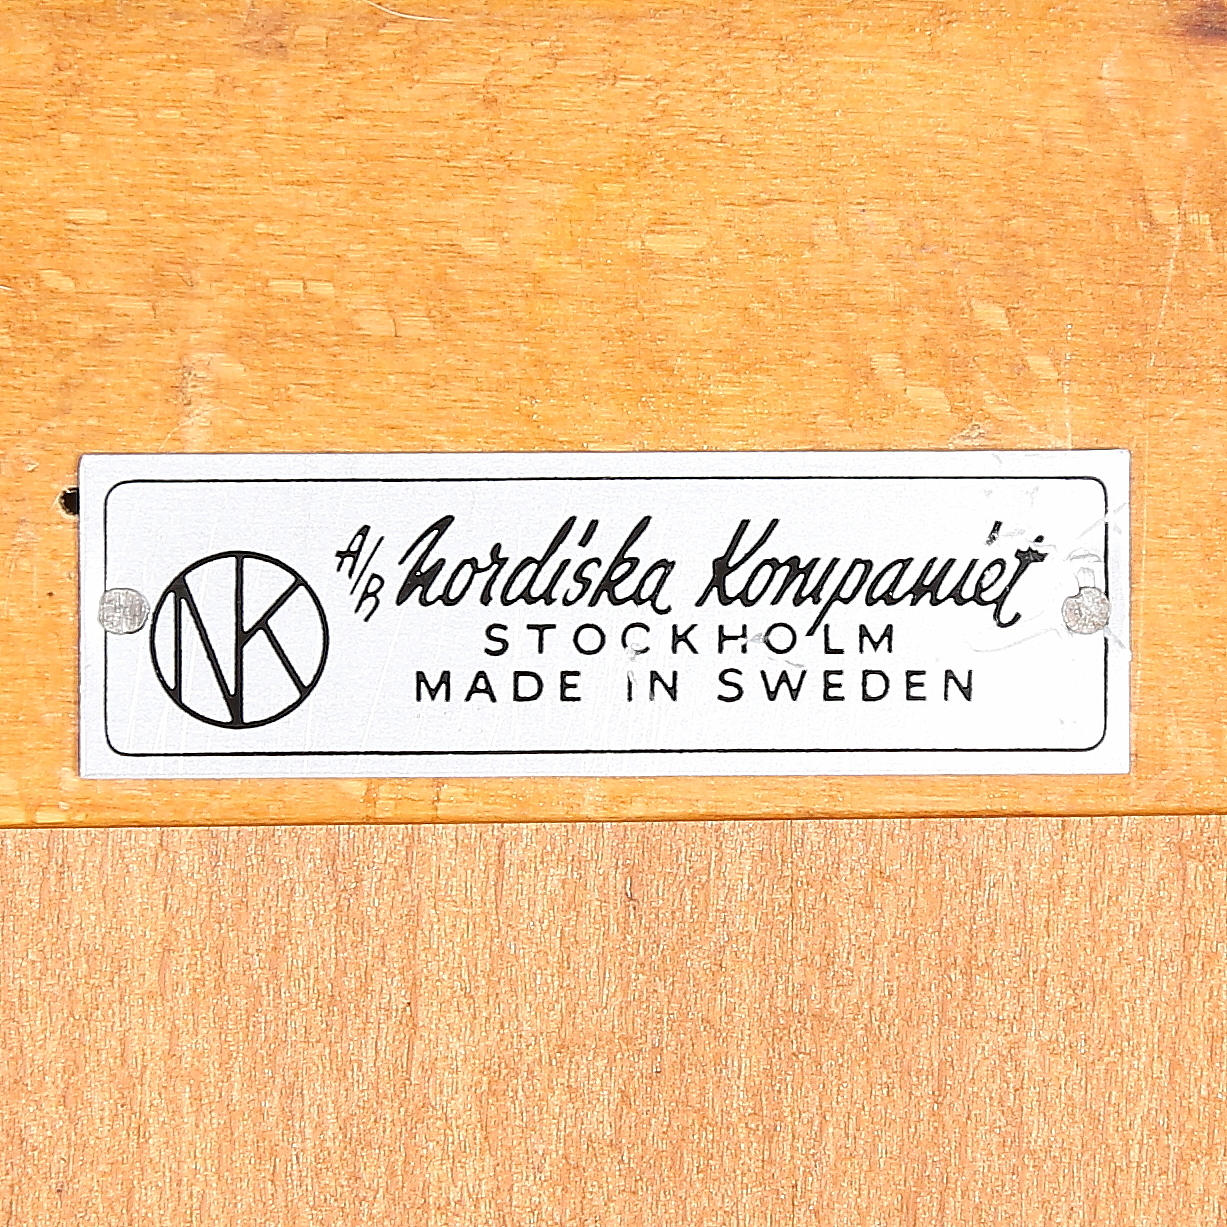 NK
A/B Nordiska Kompaniet
STOCKHOLM
MADE IN SWEDEN